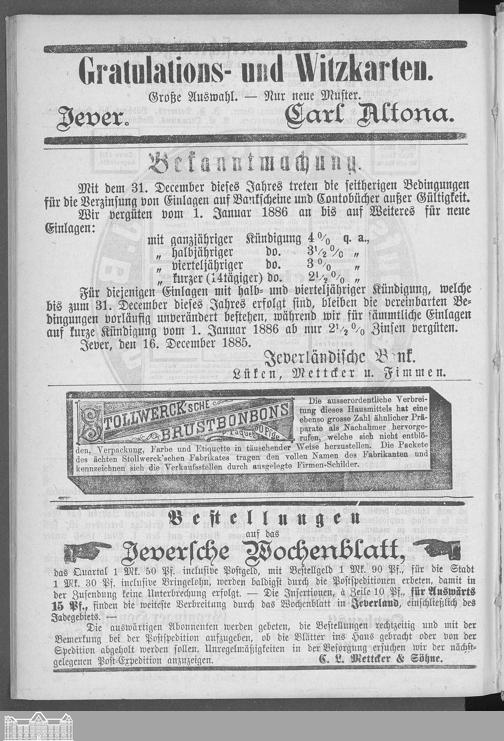 Gratulations- und Witzkarten.
Große Auswahl. — Nur neue Muster.
Jever. Carl Altona.
Bekanntmachung.
Mit dem 31. December dieses Jahres treten die seitherigen Bedingungen
für die Verzinsung von Einlagen auf Bankscheine und Contobücher außer Gültigkeit.
Wir vergüten vom 1. Januar 1886 an bis auf Weiteres für neue
Einlagen:
mit ganzjähriger Kündigung 4 % q. a.,
„ halbjähriger do. 3½ % „
„ vierteljähriger do. 3 % „
„ kurzer (14tägiger) do. 2½ % „
Für diejenigen Einlagen mit halb- und vierteljähriger Kündigung, welche
bis zum 31. December dieses Jahres erfolgt sind, bleiben die vereinbarten Be-
dingungen vorläufig unverändert bestehen, während wir für sämmtliche Einlagen
auf kurze Kündigung vom 1. Januar 1886 ab nur 2½ % Zinsen vergüten.
Jever, den 16. December 1885.
Jeverländische Bank.
Lüken, Mettcker u. Fimmen.
STOLLWERCK'SCHE
BRUSTBONBONS
Die ausserordentliche Verbrei-
tung dieses Hausmittels hat eine
ebenso grosse Zahl ähnlicher Prä-
parate als Nachahmer hervorge-
rufen, welche sich nicht entblö-
den, Verpackung, Farbe und Etiquette in täuschender Weise herzustellen. Die Packete
des ächten Stollwerck'schen Fabrikates tragen den vollen Namen des Fabrikanten und
kennzeichnen sich die Verkaufsstellen durch ausgelegte Firmen-Schilder.
Bestellungen
auf das
Jeversche Wochenblatt,
das Quartal 1 Mk. 50 Pf. inclusive Postgeld, mit Bestellgeld 1 Mk. 90 Pf., für die Stadt
1 Mk. 30 Pf. inclusive Bringelohn, werden baldigst durch die Postspeditionen erbeten, damit in
der Zusendung keine Unterbrechung erfolgt. — Die Insertionen, à Zeile 10 Pf., für Auswärts
15 Pf., finden die weiteste Verbreitung durch das Wochenblatt in Jeverland, einschließlich des
Jadegebiets. —
Die auswärtigen Abonnenten werden gebeten, die Bestellungen rechtzeitig und mit der
Bemerkung bei der Postspedition aufzugeben, ob die Blätter ins Haus gebracht oder von der
Spedition abgeholt werden sollen. Unregelmäßigkeiten in der Besorgung ersuchen wir der nächst-
gelegenen Post-Expedition anzuzeigen. C. L. Mettcker & Söhne.